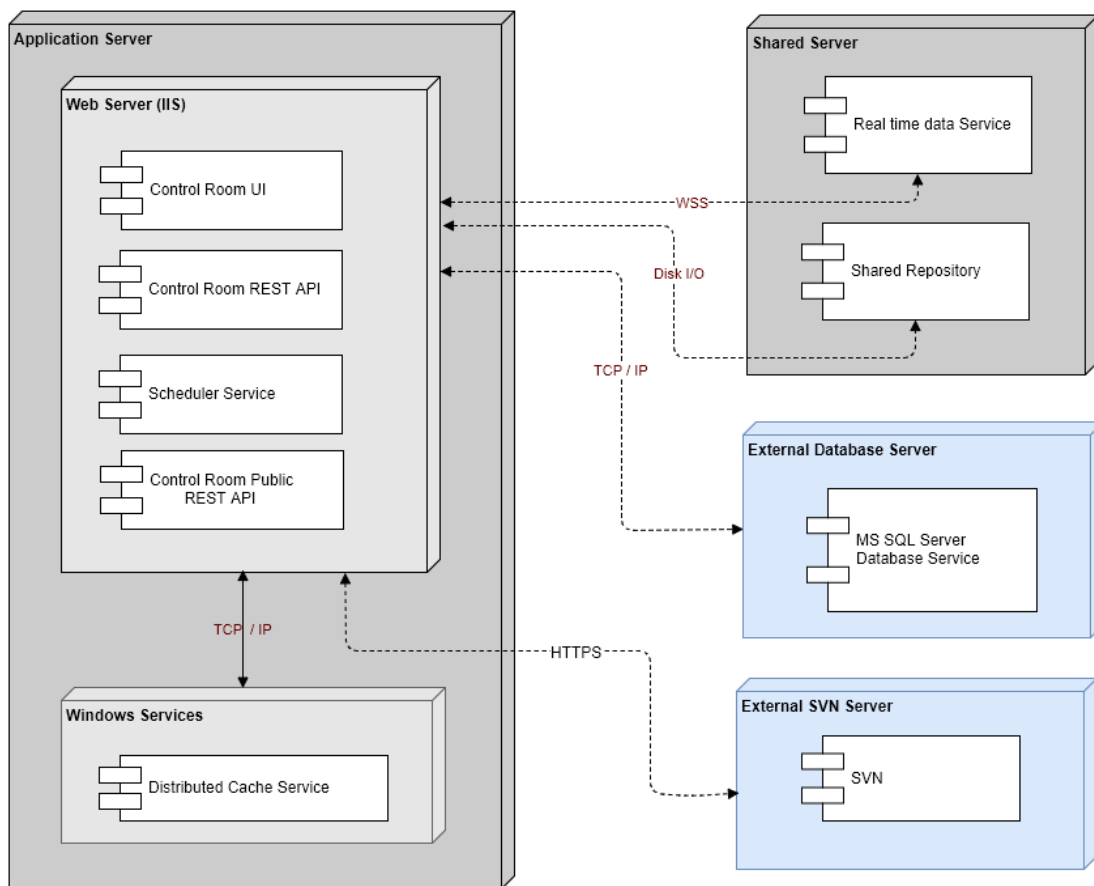 Application Server
Web Server (IIS)
Control Room UI
Control Room REST API
Scheduler Service
Control Room Public
REST API
TCP / IP
Windows Services
Distributed Cache Service
WSS
Disk I/O
TCP / IP
HTTPS
Shared Server
Real time data Service
Shared Repository
External Database Server
MS SQL Server
Database Service
External SVN Server
SVN